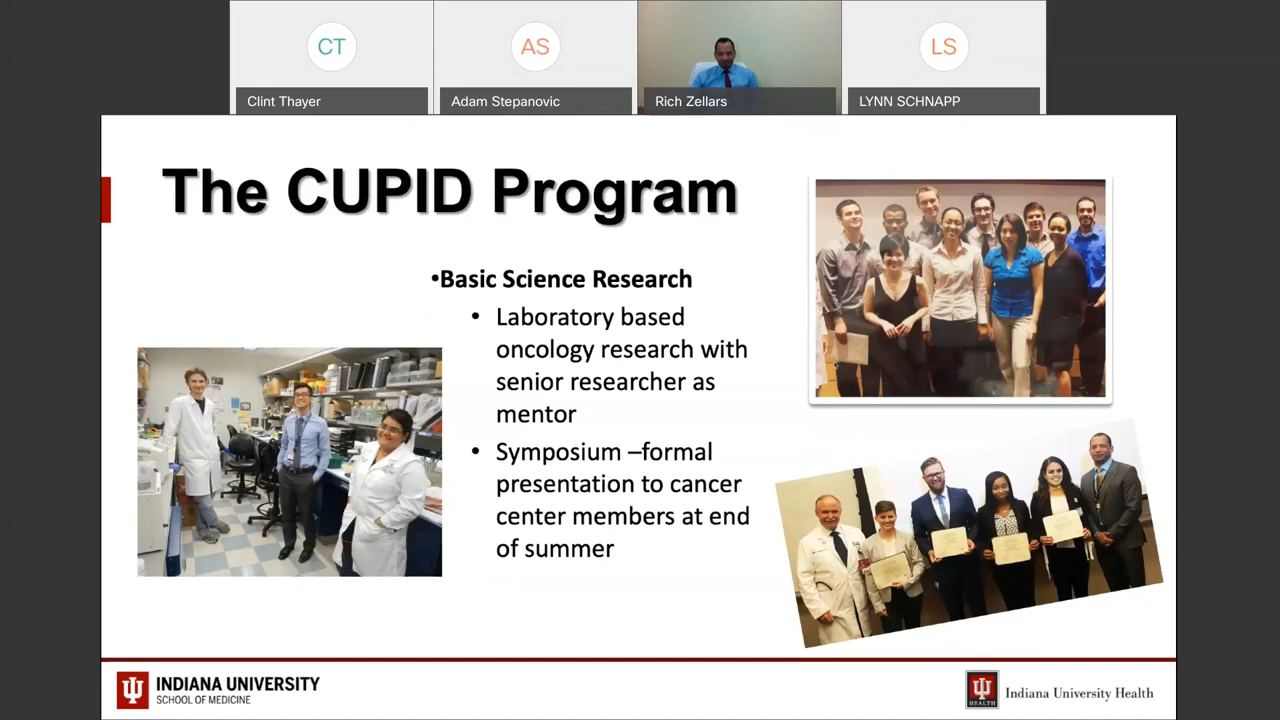 CT
AS
LS
Clint Thayer
Adam Stepanovic
Rich Zellars
LYNN SCHNAPP
The CUPID Program
•Basic Science Research
• Laboratory based
oncology research with
senior researcher as
mentor
• Symposium –formal
presentation to cancer
center members at end
of summer
INDIANA UNIVERSITY
SCHOOL OF MEDICINE
HEALTH
Indiana University Health